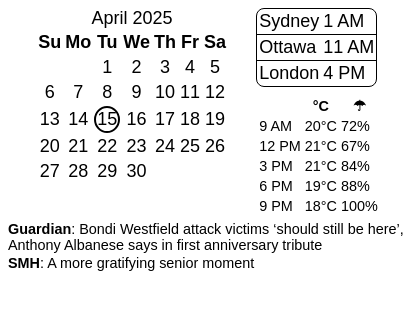 April 2025
Su Mo Tu We Th Fr Sa
1 2 3 4 5
6 7 8 9 10 11 12
13 14 15 16 17 18 19
20 21 22 23 24 25 26
27 28 29 30
Sydney 1 AM
Ottawa 11 AM
London 4 PM
°C ☂
9 AM 20°C 72%
12 PM 21°C 67%
3 PM 21°C 84%
6 PM 19°C 88%
9 PM 18°C 100%
Guardian: Bondi Westfield attack victims ‘should still be here’,
Anthony Albanese says in first anniversary tribute
SMH: A more gratifying senior moment